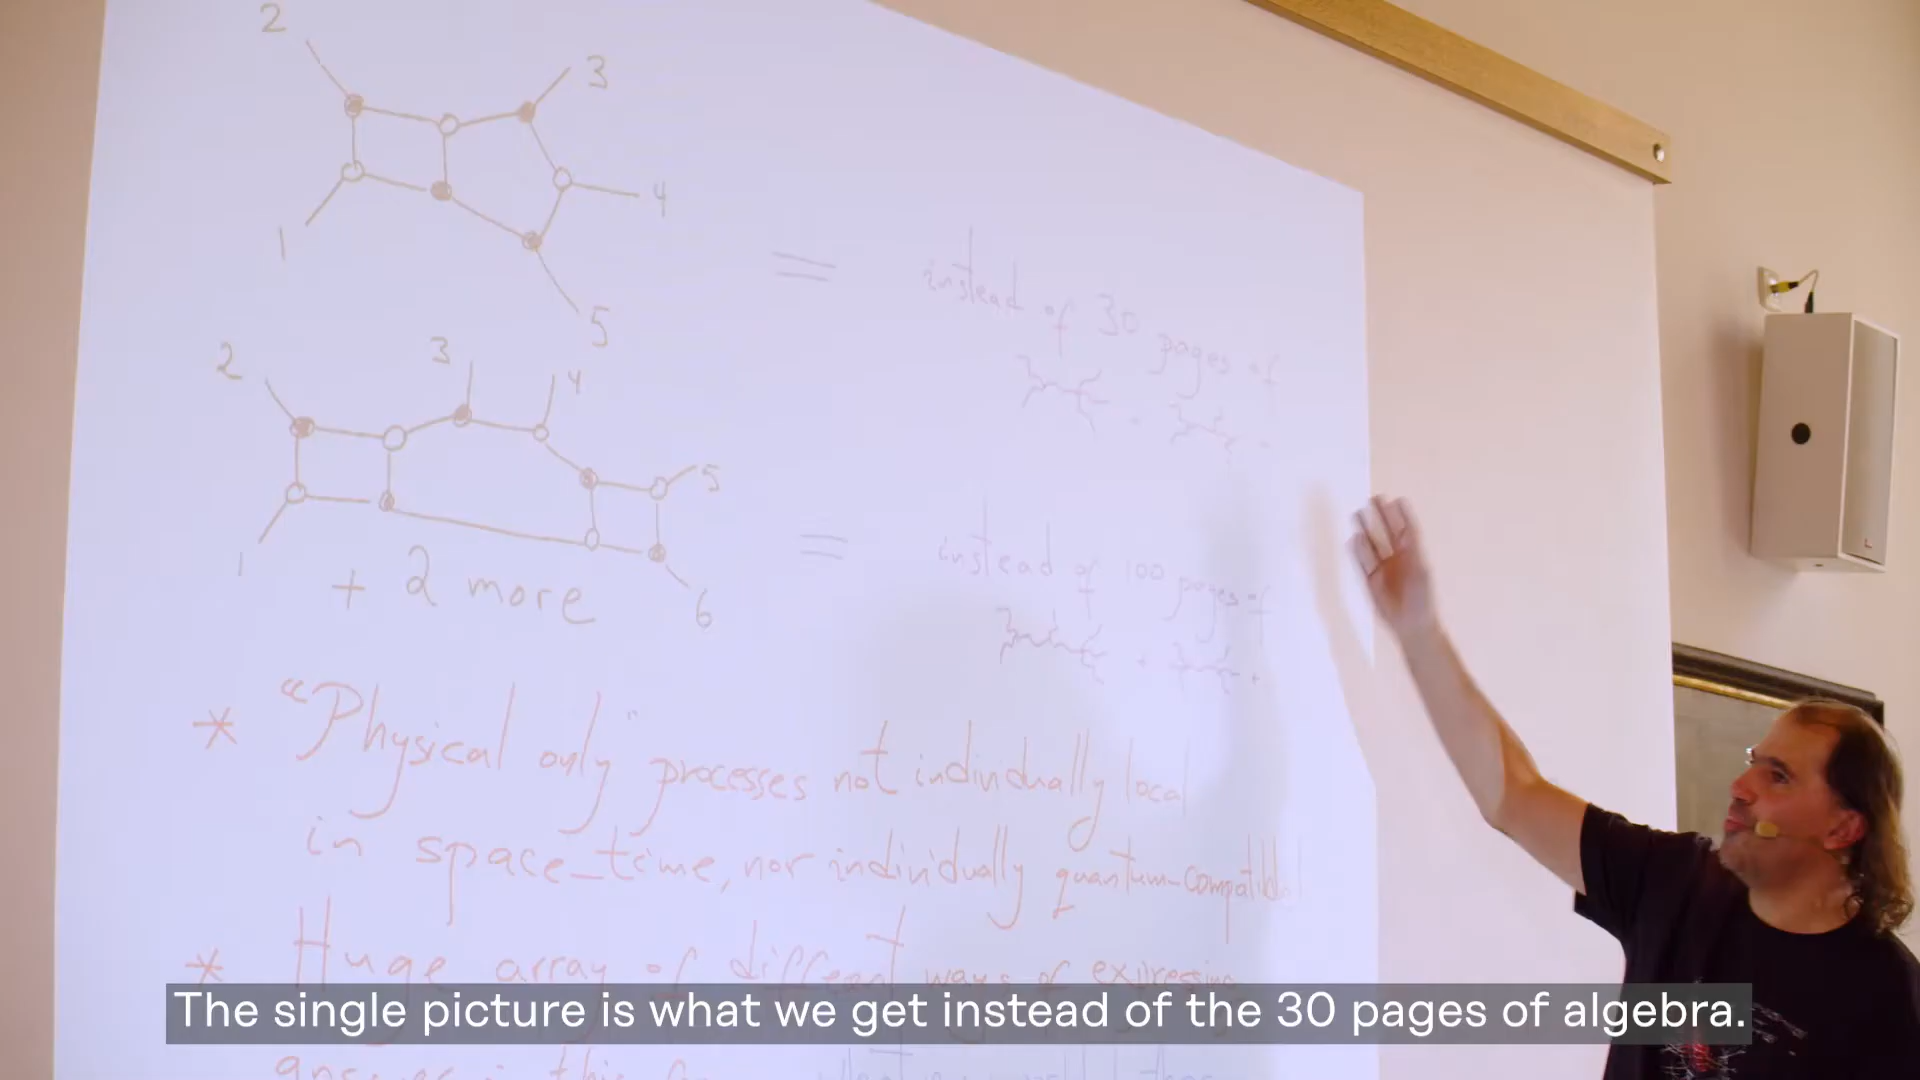 2
3
4
1
5
= instead of 30 pages of
2
3
4
5
1
6
+ 2 more
= instead of 100 pages of
* "Physical only" processes not individually local
in space-time, nor individually quantum-compatible
* Huge array of different ways of expressing
The single picture is what we get instead of the 30 pages of algebra.